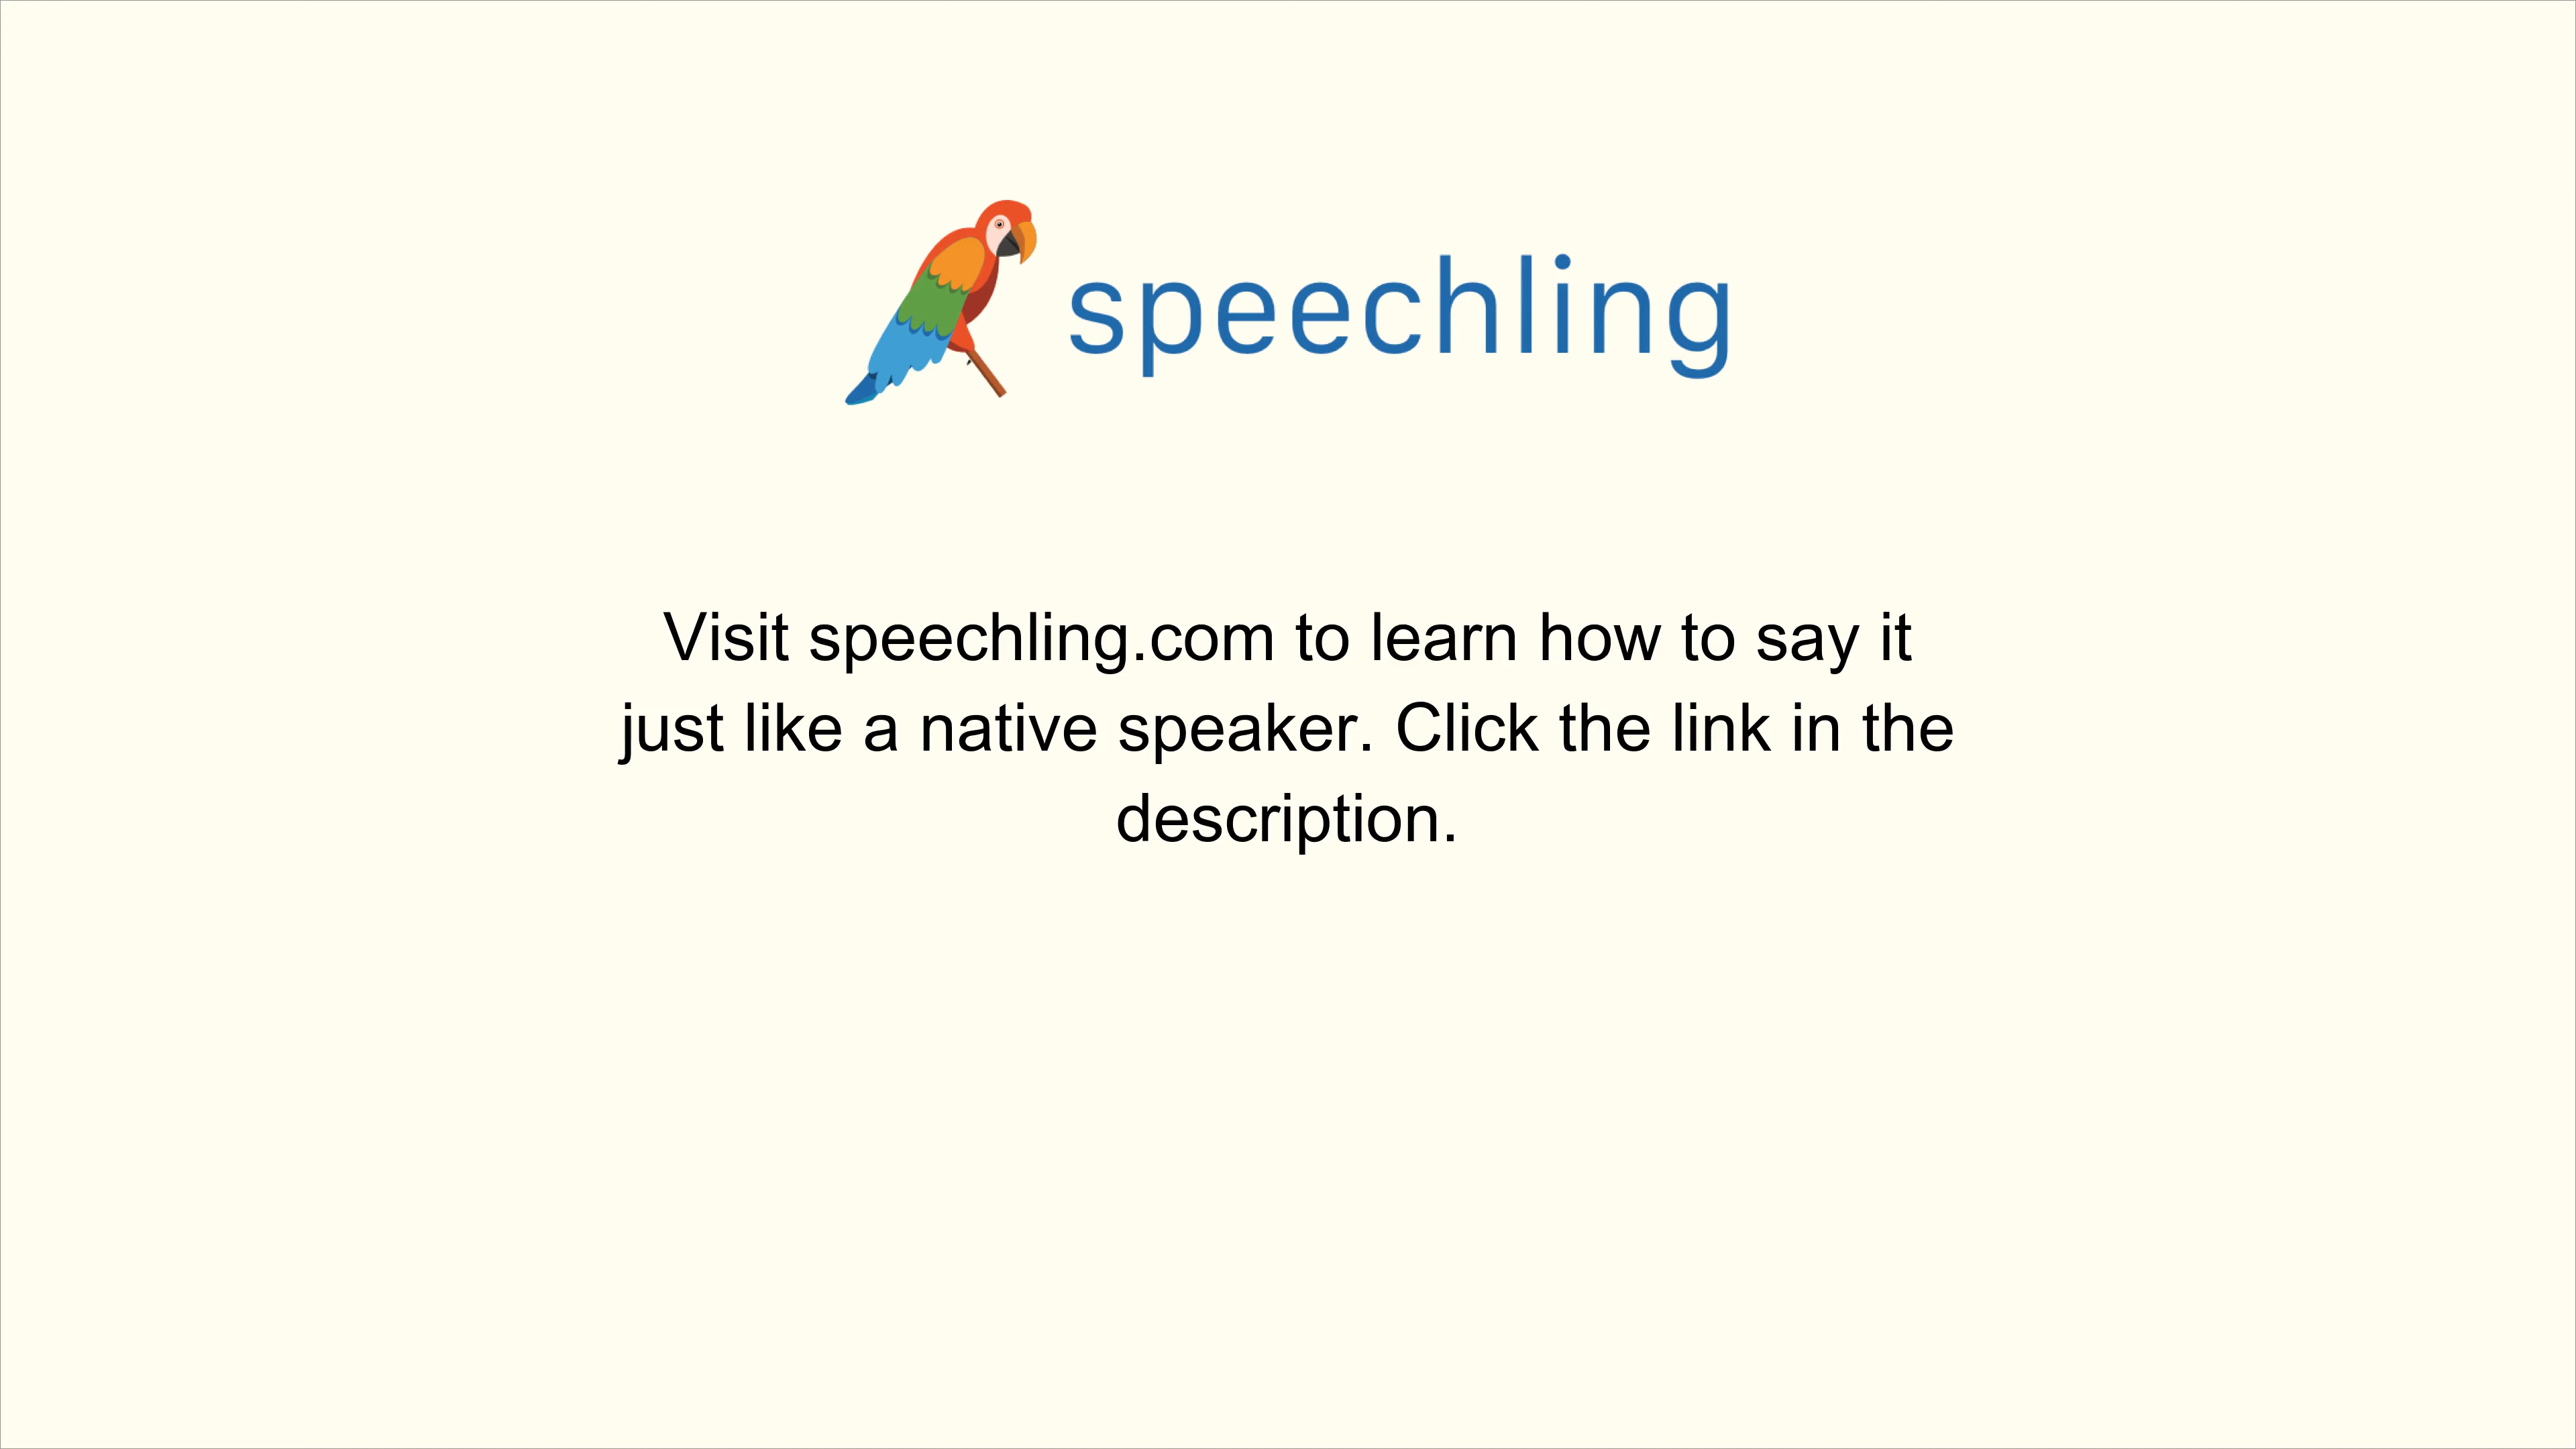 speechling
Visit speechling.com to learn how to say it
just like a native speaker. Click the link in the
description.